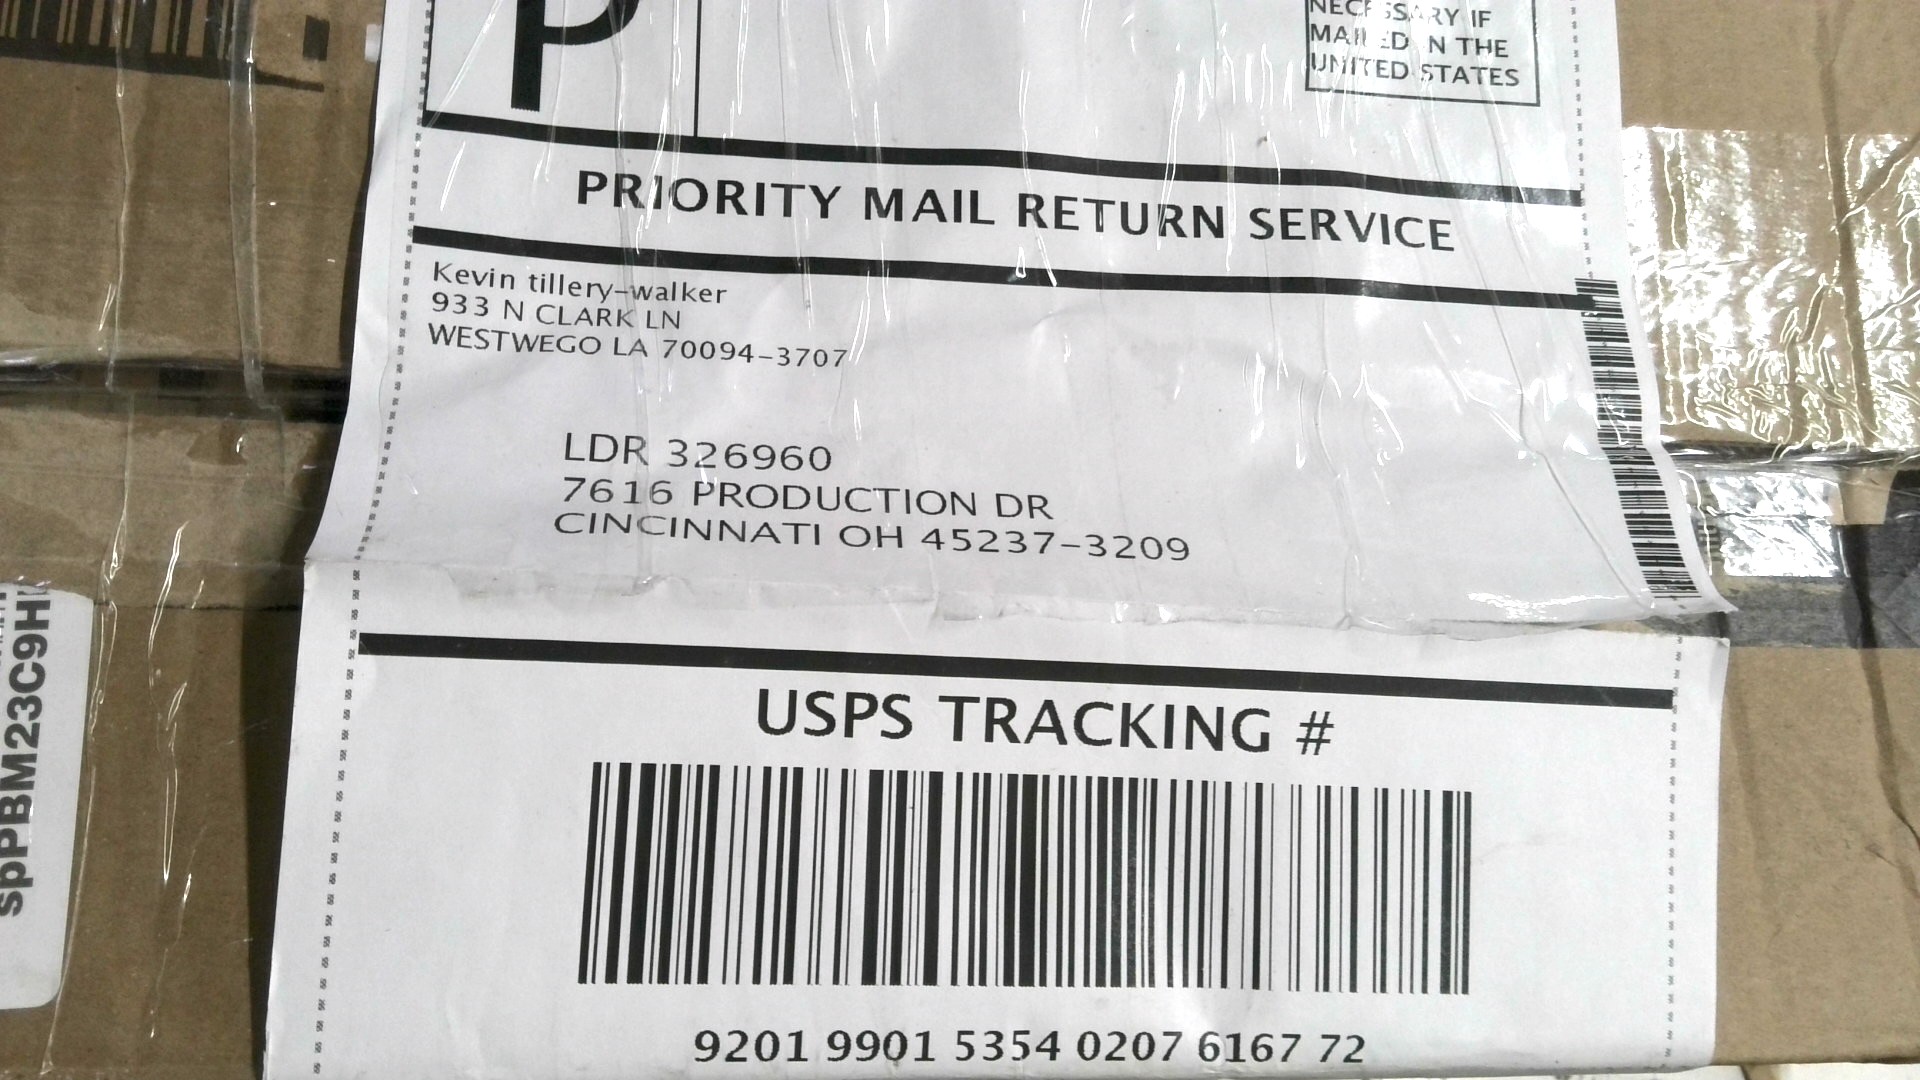 P
NECESSARY IF
MAILED IN THE
UNITED STATES
PRIORITY MAIL RETURN SERVICE
Kevin tillery-walker
933 N CLARK LN
WESTWEGO LA 70094-3707
LDR 326960
7616 PRODUCTION DR
CINCINNATI OH 45237-3209
USPS TRACKING #
9201 9901 5354 0207 6167 72
spPBM23C9H